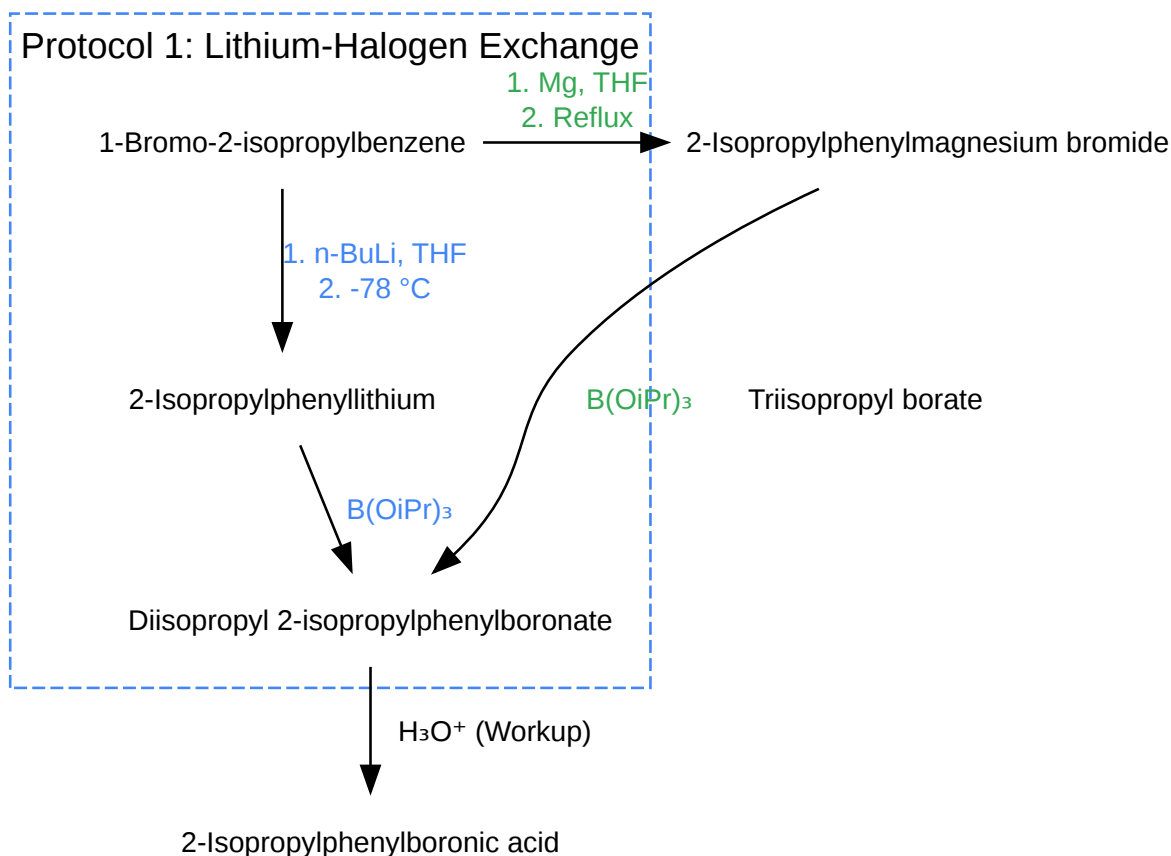 Protocol 1: Lithium-Halogen Exchange
1. Mg, THF
2. Reflux
1-Bromo-2-isopropylbenzene
2-Isopropylphenylmagnesium bromide
1. n-BuLi, THF
2. -78 °C
2-Isopropylphenyllithium
B(OiPr)₃
Triisopropyl borate
B(OiPr)₃
Diisopropyl 2-isopropylphenylboronate
H₃O⁺ (Workup)
2-Isopropylphenylboronic acid